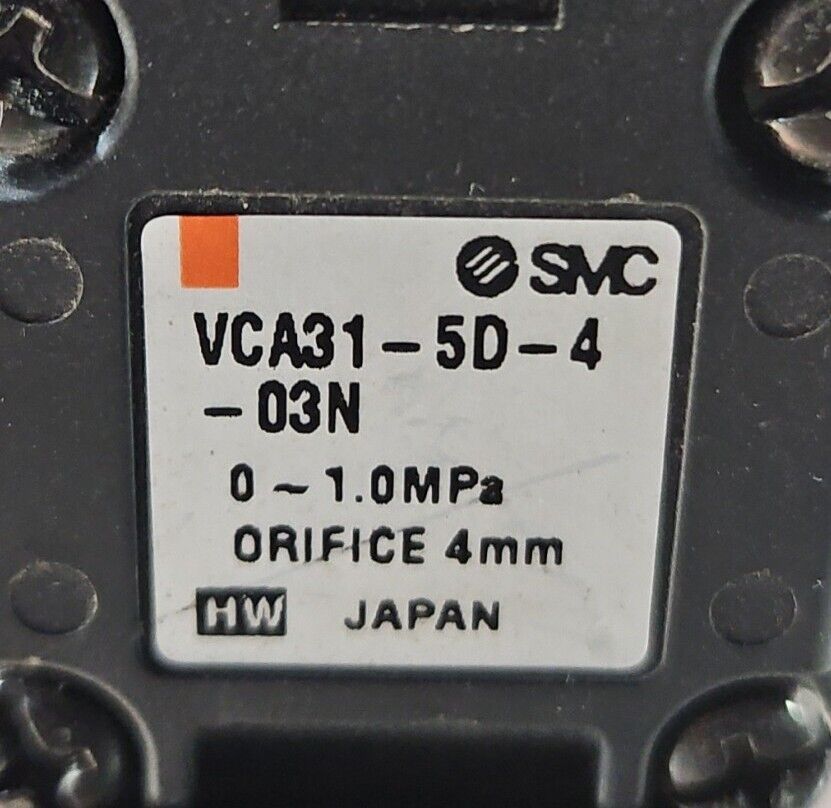 SMC
VCA31-5D-4
-03N
0~1.0MPa
ORIFICE 4mm
HW JAPAN